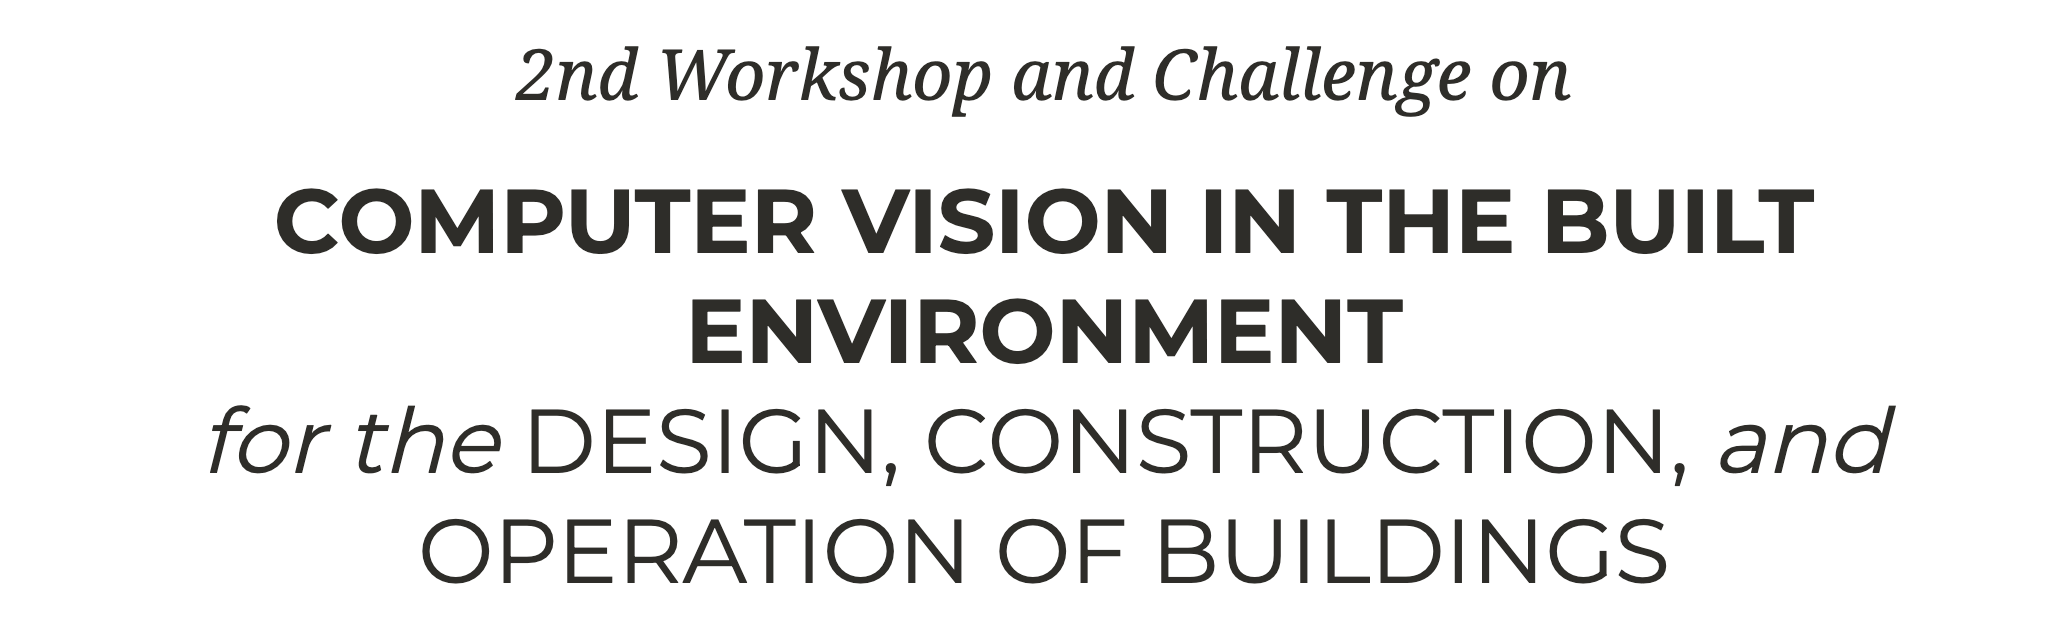 2nd Workshop and Challenge on
COMPUTER VISION IN THE BUILT
ENVIRONMENT
for the DESIGN, CONSTRUCTION, and
OPERATION OF BUILDINGS